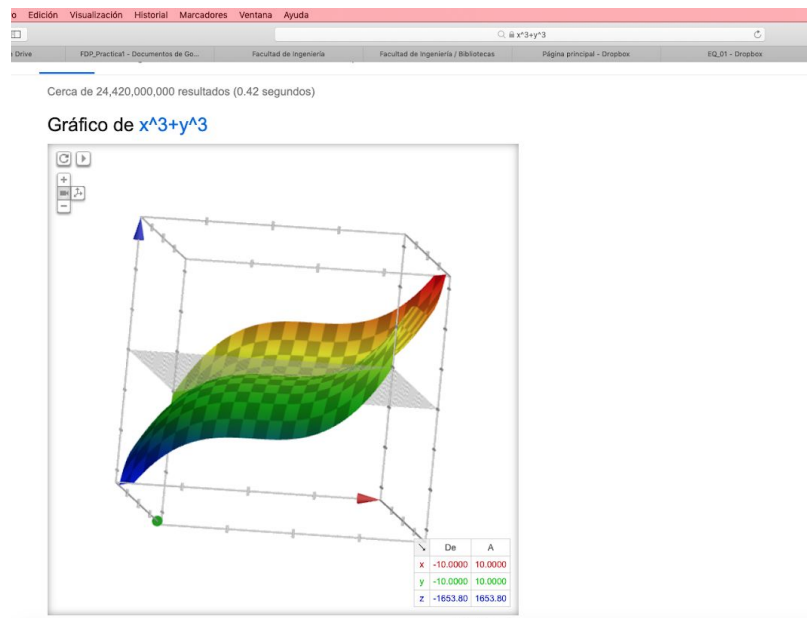 Edición Visualización Historial Marcadores Ventana Ayuda
x^3+y^3
Drive FDP_Practica1 - Documentos de Go... Facultad de Ingeniería Facultad de Ingeniería / Bibliotecas Página principal - Dropbox EQ_01 - Dropbox
Cerca de 24,420,000,000 resultados (0.42 segundos)
Gráfico de x^3+y^3
De A
x -10.0000 10.0000
y -10.0000 10.0000
z -1653.80 1653.80